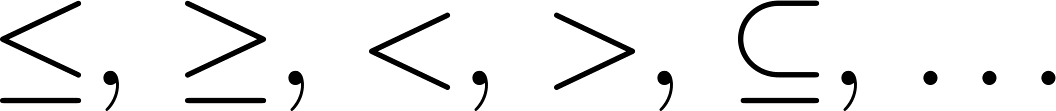 ≤, ≥, <, >, ⊆, . . .